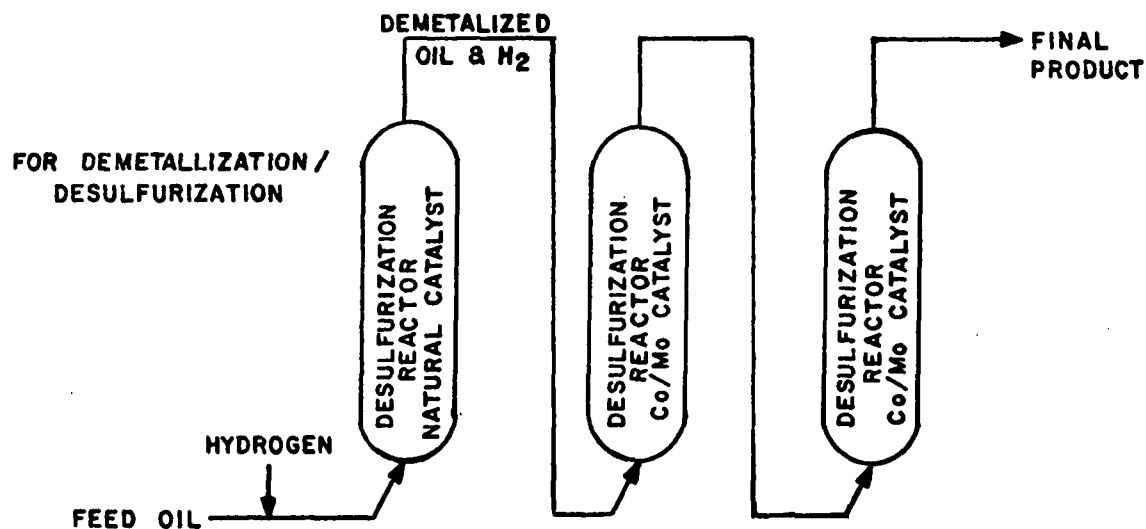 DEMETALIZED
OIL & H2
FINAL
PRODUCT
FOR DEMETALLIZATION/
DESULFURIZATION
DESULFURIZATION
REACTOR
NATURAL CATALYST
DESULFURIZATION
REACTOR
Co/Mo CATALYST
DESULFURIZATION
REACTOR
Co/Mo CATALYST
HYDROGEN
FEED OIL